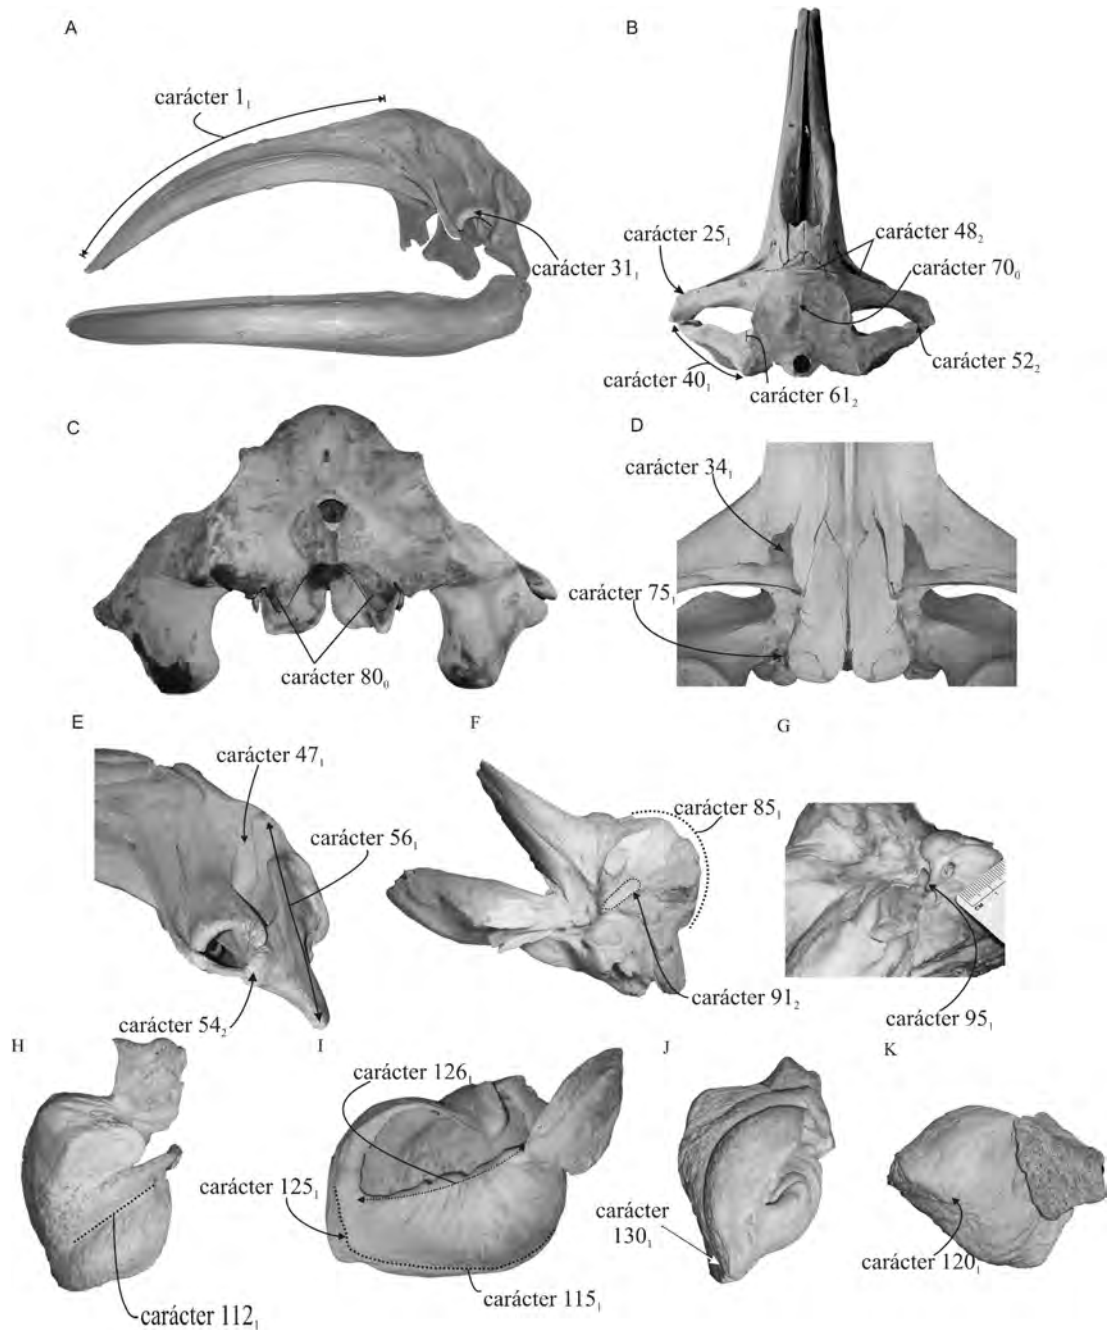 A
carácter 1₁
carácter 31₁
B
carácter 25₁
carácter 48₂
carácter 70₀
carácter 52₂
carácter 40₁
carácter 61₂
C
carácter 80₀
D
carácter 34₁
carácter 75₁
E
carácter 47₁
carácter 56₁
carácter 54₂
F
carácter 85₁
carácter 91₂
G
carácter 95₁
H
carácter 112₁
I
carácter 126₁
carácter 125₁
carácter 115₁
J
carácter
130₁
K
carácter 120₁